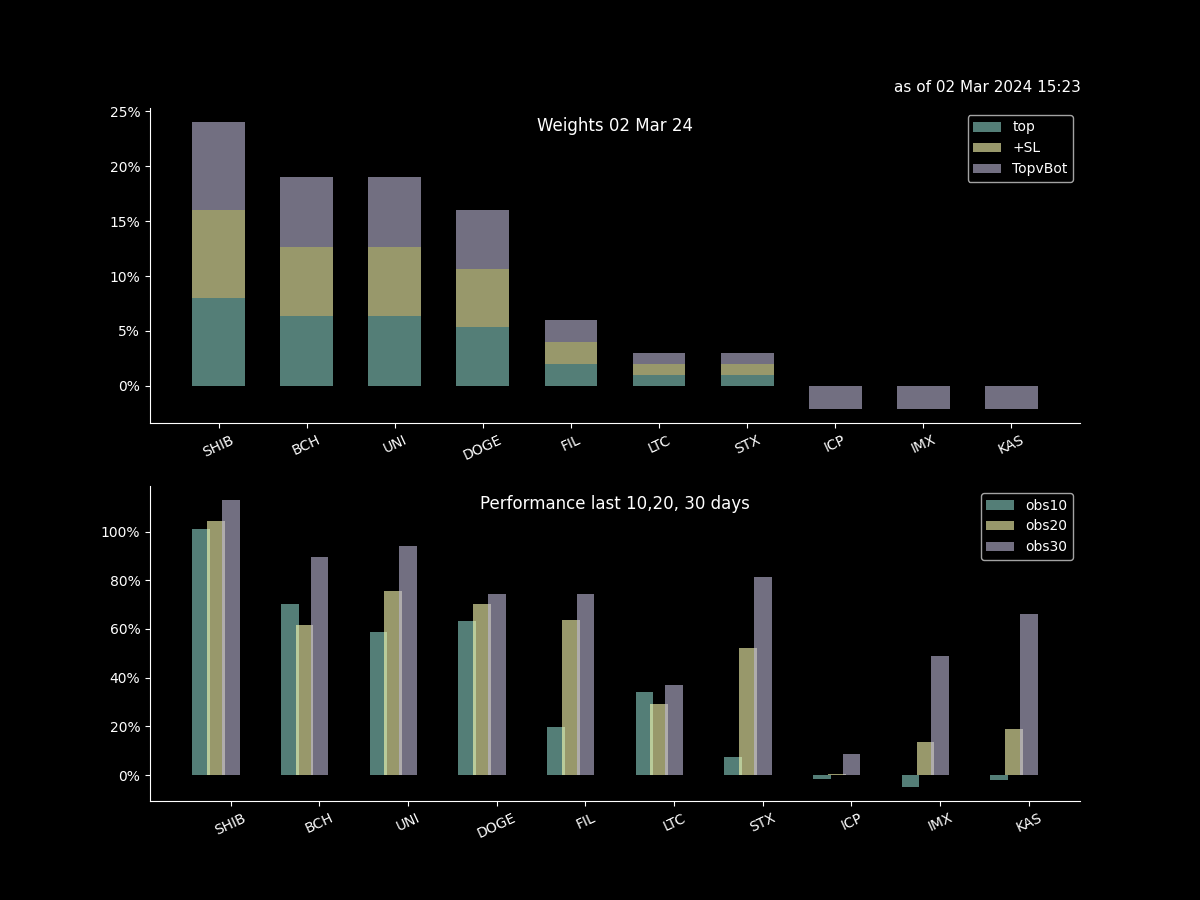 as of 02 Mar 2024 15:23
Weights 02 Mar 24
top
+SL
TopvBot
25%
20%
15%
10%
5%
0%
SHIB BCH UNI DOGE FIL LTC STX ICP IMX KAS
Performance last 10,20, 30 days
obs10
obs20
obs30
100%
80%
60%
40%
20%
0%
SHIB BCH UNI DOGE FIL LTC STX ICP IMX KAS